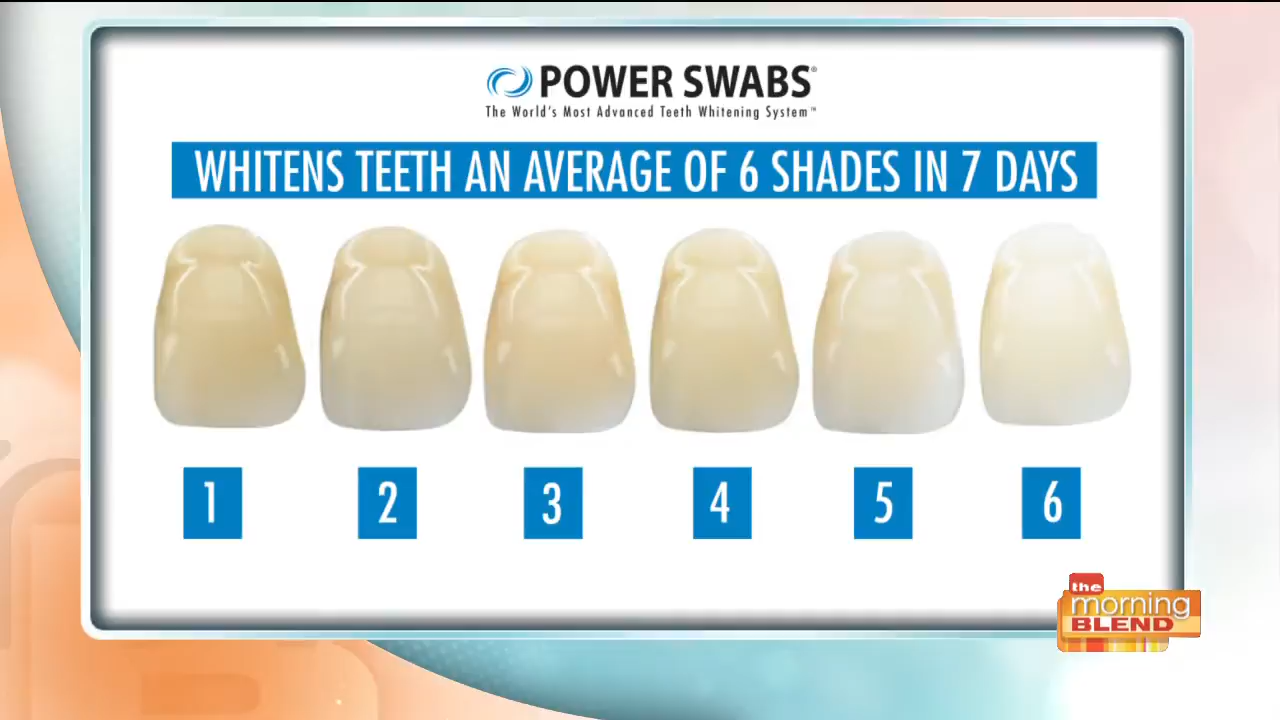 POWER SWABS®
The World's Most Advanced Teeth Whitening System™
WHITENS TEETH AN AVERAGE OF 6 SHADES IN 7 DAYS
1 2 3 4 5 6
the
morning
BLEND